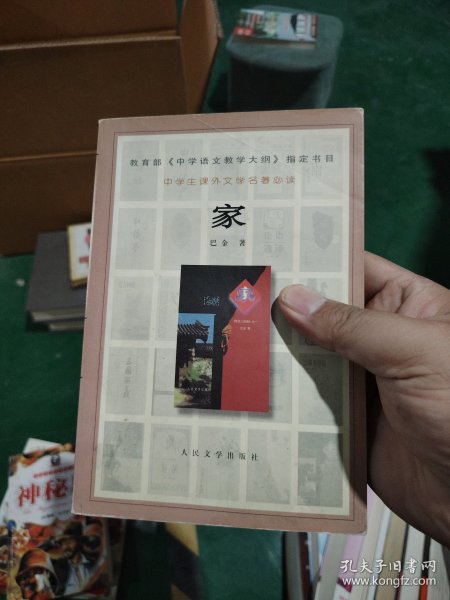 教育部《中学语文教学大纲》指定书目
中学生课外文学名著必读
家
巴金 著
家
人民文学出版社
神秘
孔夫子旧书网
www.kongfz.com